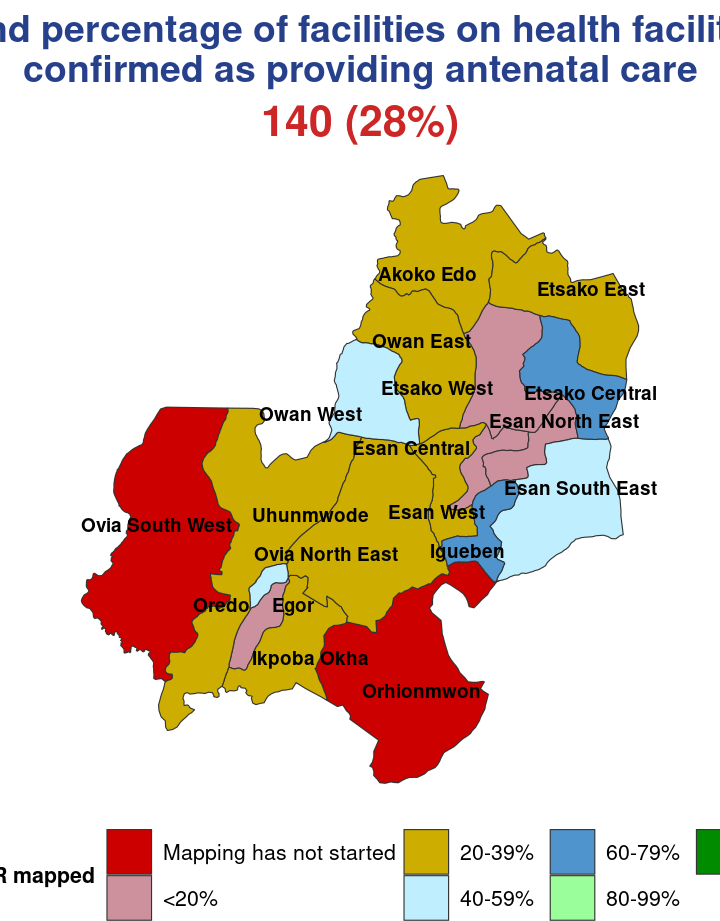 nd percentage of facilities on health facilit
confirmed as providing antenatal care
140 (28%)
Akoko Edo
Etsako East
Owan East
Etsako West
Etsako Central
Owan West
Esan North East
Esan Central
Esan South East
Esan West
Uhunmwode
Ovia South West
Igueben
Ovia North East
Oredo
Egor
Ikpoba Okha
Orhionmwon
R mapped
Mapping has not started
20-39%
60-79%
<20%
40-59%
80-99%